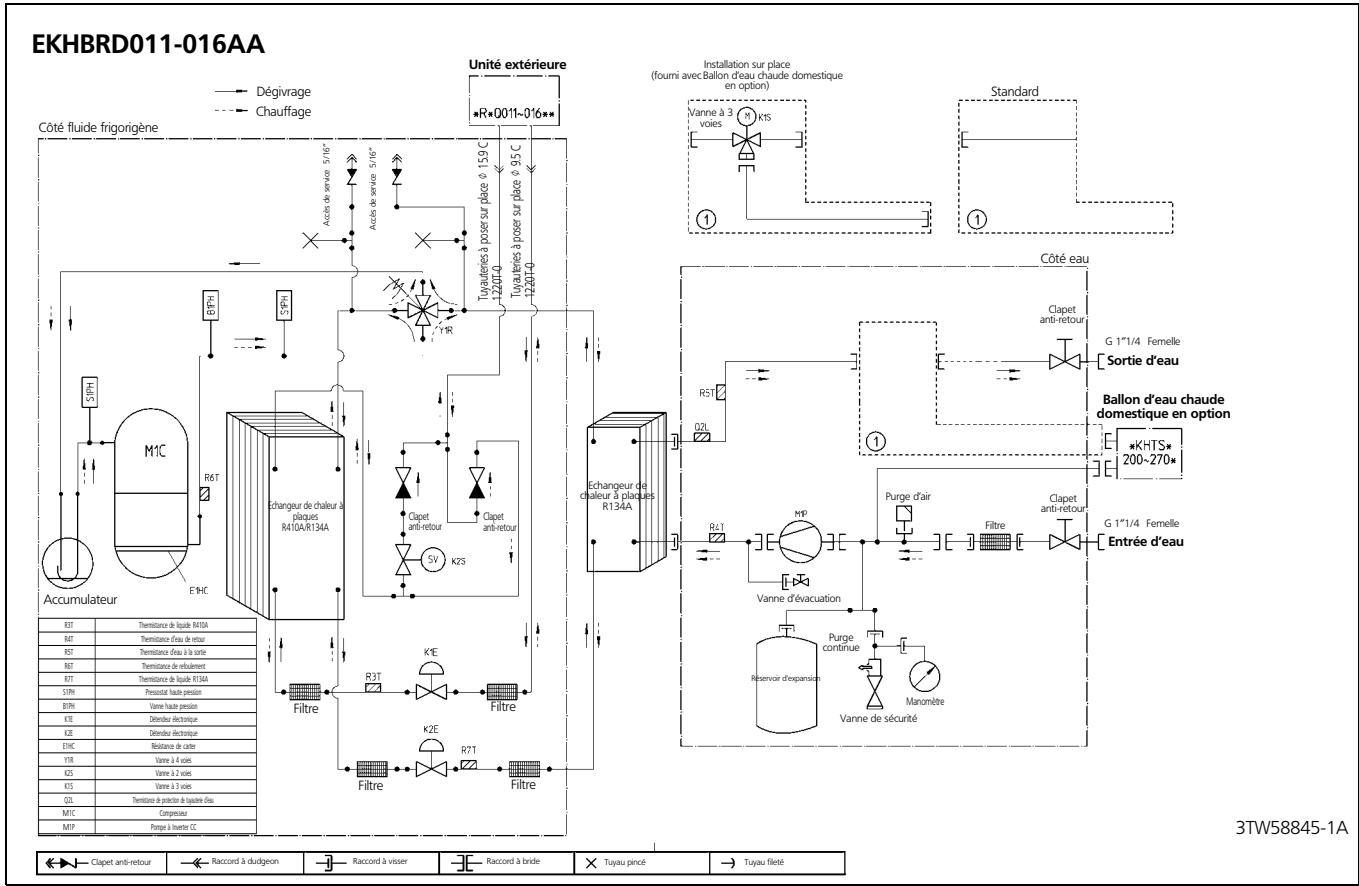 EKHBRD011-016AA
Dégivrage
Chauffage
Unité extérieure
*R*Q011~016**
Installation sur place
(fourni avec Ballon d'eau chaude domestique
en option)
Vanne à 3
voies
M
K1S
1
Standard
1
Côté fluide frigorigène
Accès de service 5/16"
Accès de service 5/16"
Tuyauteries à poser sur place ∅ 15.9 C
1220T-0
Tuyauteries à poser sur place ∅ 9.5 C
1220T-0
B1PH
S1PH
S1PH
Y1R
M1C
R6T
E1HC
Accumulateur
Echangeur de chaleur à
plaques
R410A/R134A
Clapet
anti-retour
Clapet
anti-retour
SV
K2S
Echangeur de
chaleur à plaques
R134A
Filtre
R3T
K1E
Filtre
Filtre
K2E
R7T
Filtre
Côté eau
R5T
Q2L
1
Clapet
anti-retour
G 1"1/4 Femelle
Sortie d'eau
Ballon d'eau chaude
domestique en option
*KHTS*
200~270*
R4T
M1P
Purge d'air
Filtre
Clapet
anti-retour
G 1"1/4 Femelle
Entrée d'eau
Vanne d'évacuation
Réservoir d'expansion
Purge
continue
Vanne de sécurité
Manomètre
R3T Thermistance de liquide R410A
R4T Thermistance d'eau de retour
R5T Thermistance d'eau à la sortie
R6T Thermistance de refoulement
R7T Thermistance de liquide R134A
S1PH Pressostat haute pression
B1PH Vanne haute pression
K1E Détendeur électronique
K2E Détendeur électronique
E1HC Résistance de carter
Y1R Vanne à 4 voies
K2S Vanne à 2 voies
K1S Vanne à 3 voies
Q2L Thermistance de protection de tuyauterie d'eau
M1C Compresseur
M1P Pompe à Inverter CC
3TW58845-1A
Clapet anti-retour
Raccord à dudgeon
Raccord à visser
Raccord à bride
Tuyau pincé
Tuyau fileté